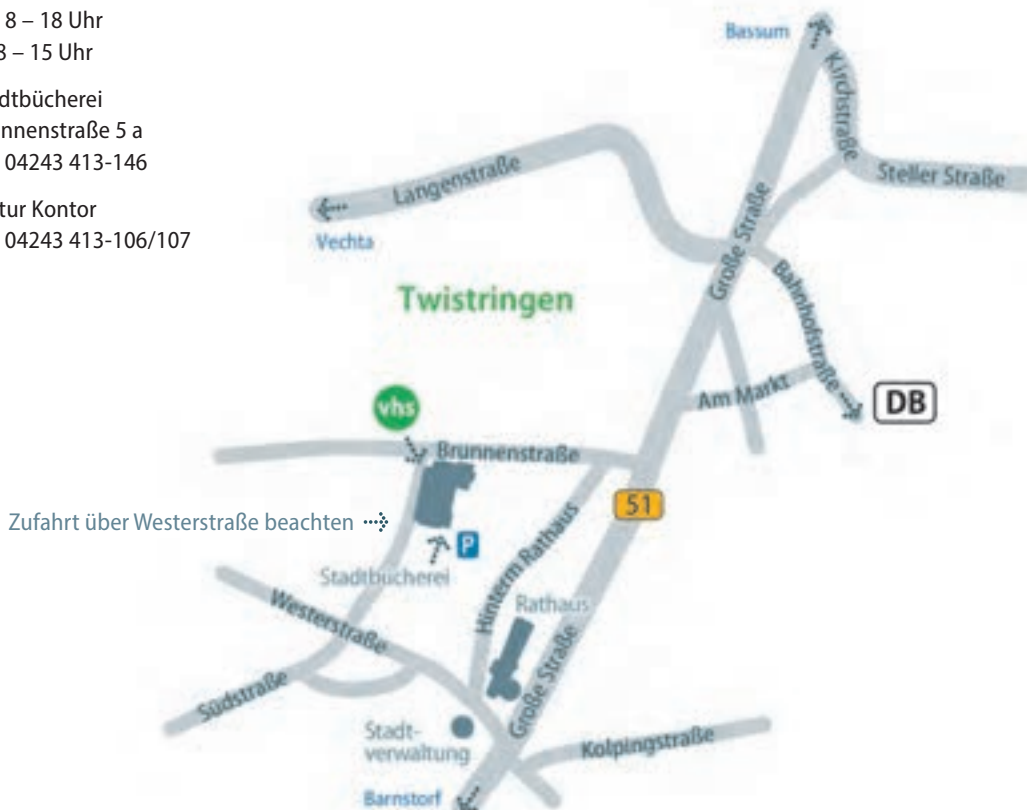 8 – 18 Uhr
8 – 15 Uhr
dtbücherei
nnenstraße 5 a
04243 413-146
tur Kontor
04243 413-106/107
Bassum
Kirchstraße
Langenstraße
Steller Straße
Vechta
Große Straße
Bahnhofstraße
Twistringen
Am Markt
DB
vhs
Brunnenstraße
51
Zufahrt über Westerstraße beachten
P
Hinterm Rathaus
Stadtbücherei
Westerstraße
Rathaus
Südstraße
Große Straße
Stadt-
verwaltung
Kolpingstraße
Barnstorf